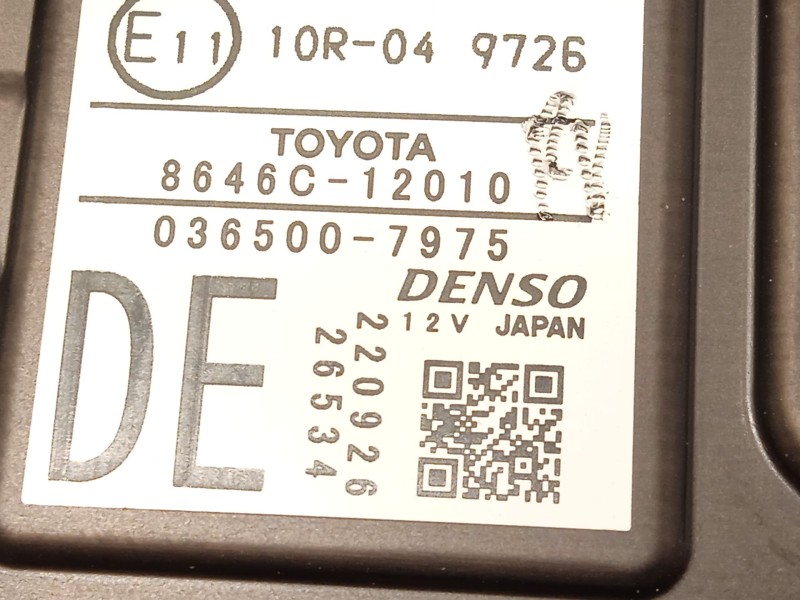 E11 10R-04 9726
TOYOTA
8646C-12010
036500-7975
DENSO
12V JAPAN
DE
220926
26534